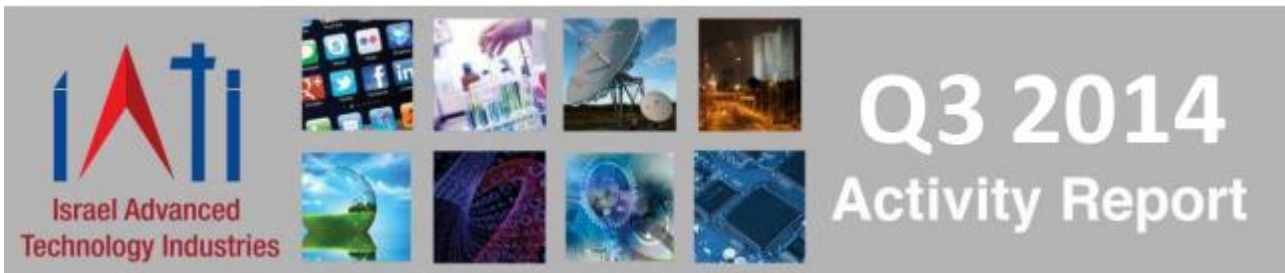 iATi
Israel Advanced
Technology Industries
Q3 2014
Activity Report